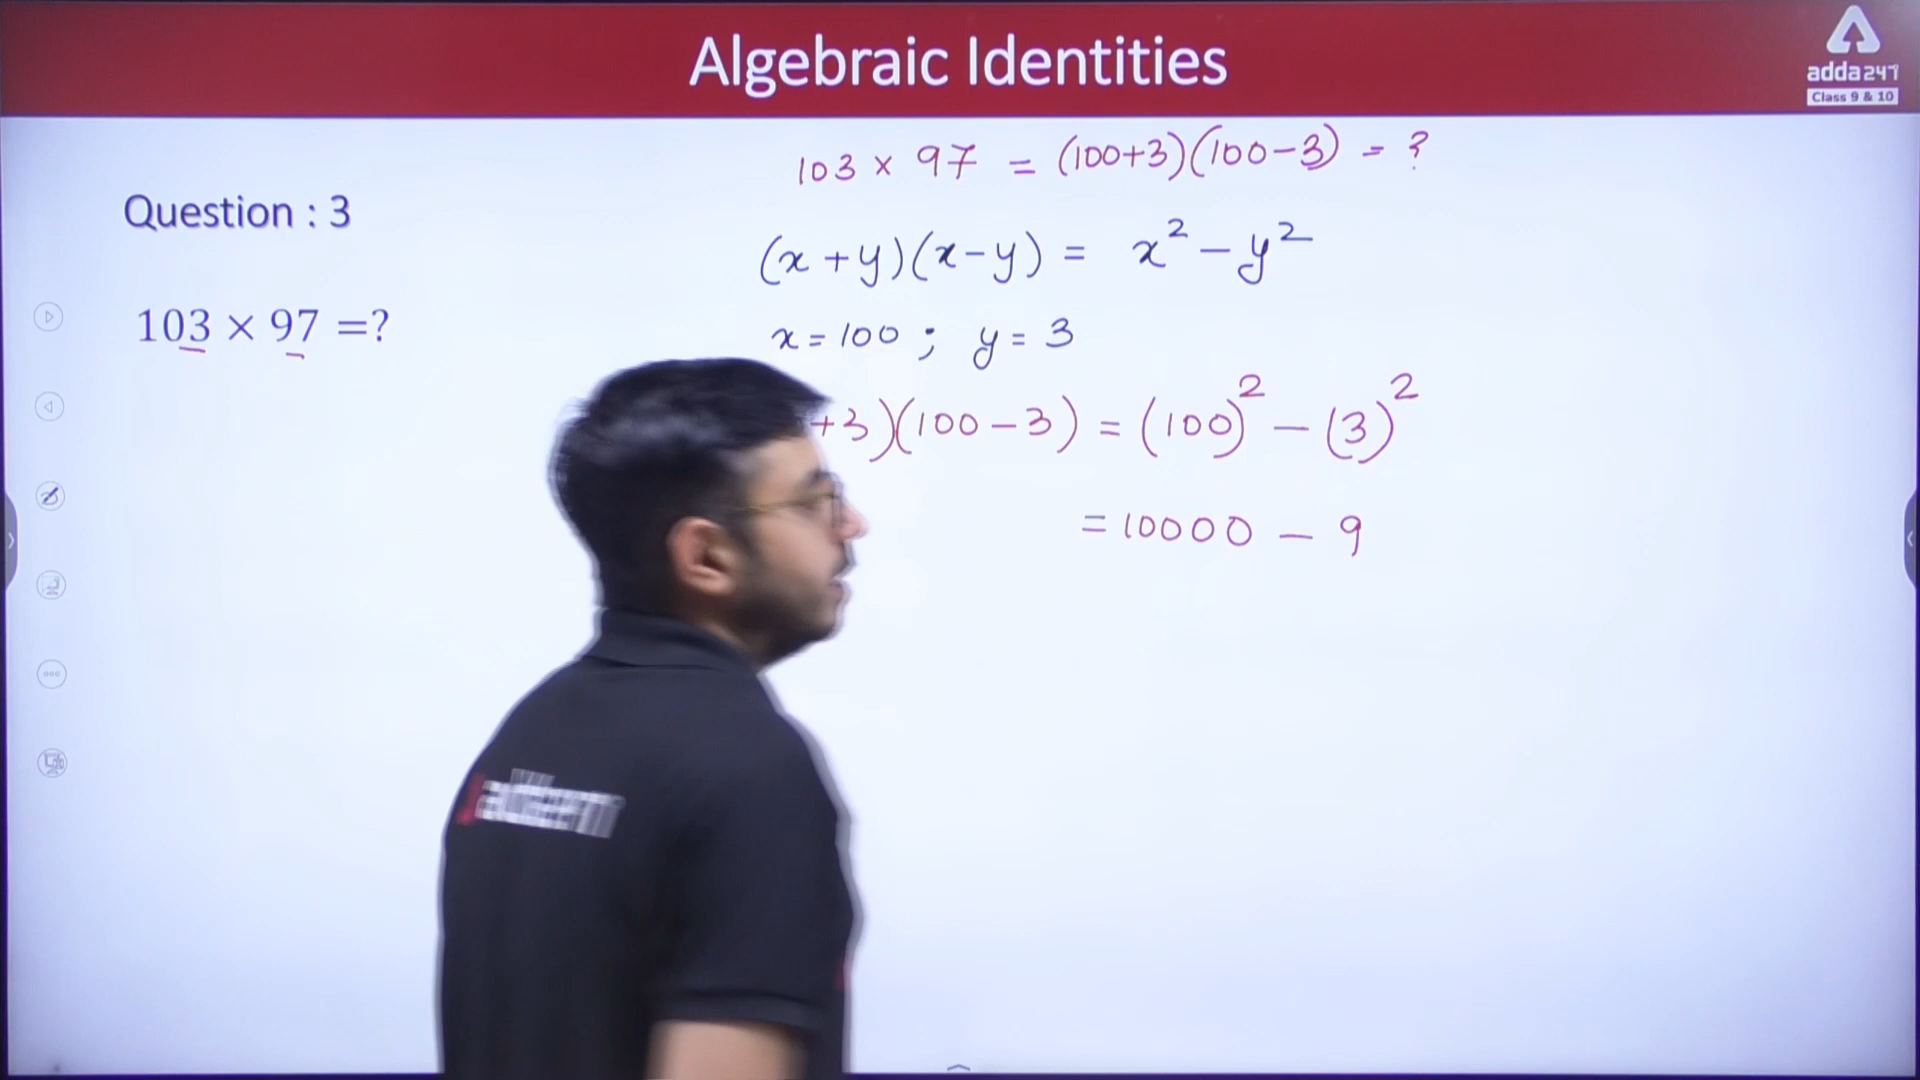 Algebraic Identities
adda247
Class 9 & 10
103 × 97 = (100+3)(100-3) = ?
Question : 3
(x+y)(x-y) = x² - y²
103 × 97 =?
x = 100 ; y = 3
+3)(100-3) = (100)² - (3)²
= 10000 - 9